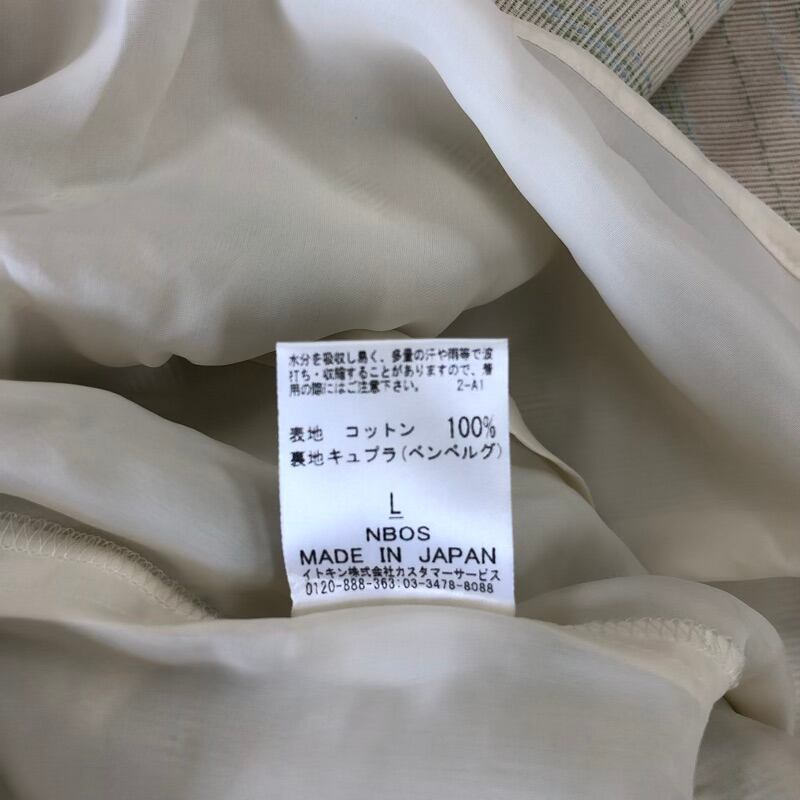 水分を吸収し易く、多量の汗や雨等で波
打ち・収縮することがありますので、着
用の際にはご注意下さい。 2-A1
表地 コットン 100%
裏地キュプラ(ベンベルグ)
L
NBOS
MADE IN JAPAN
イトキン株式会社カスタマーサービス
0120-888-363:03-3478-8088